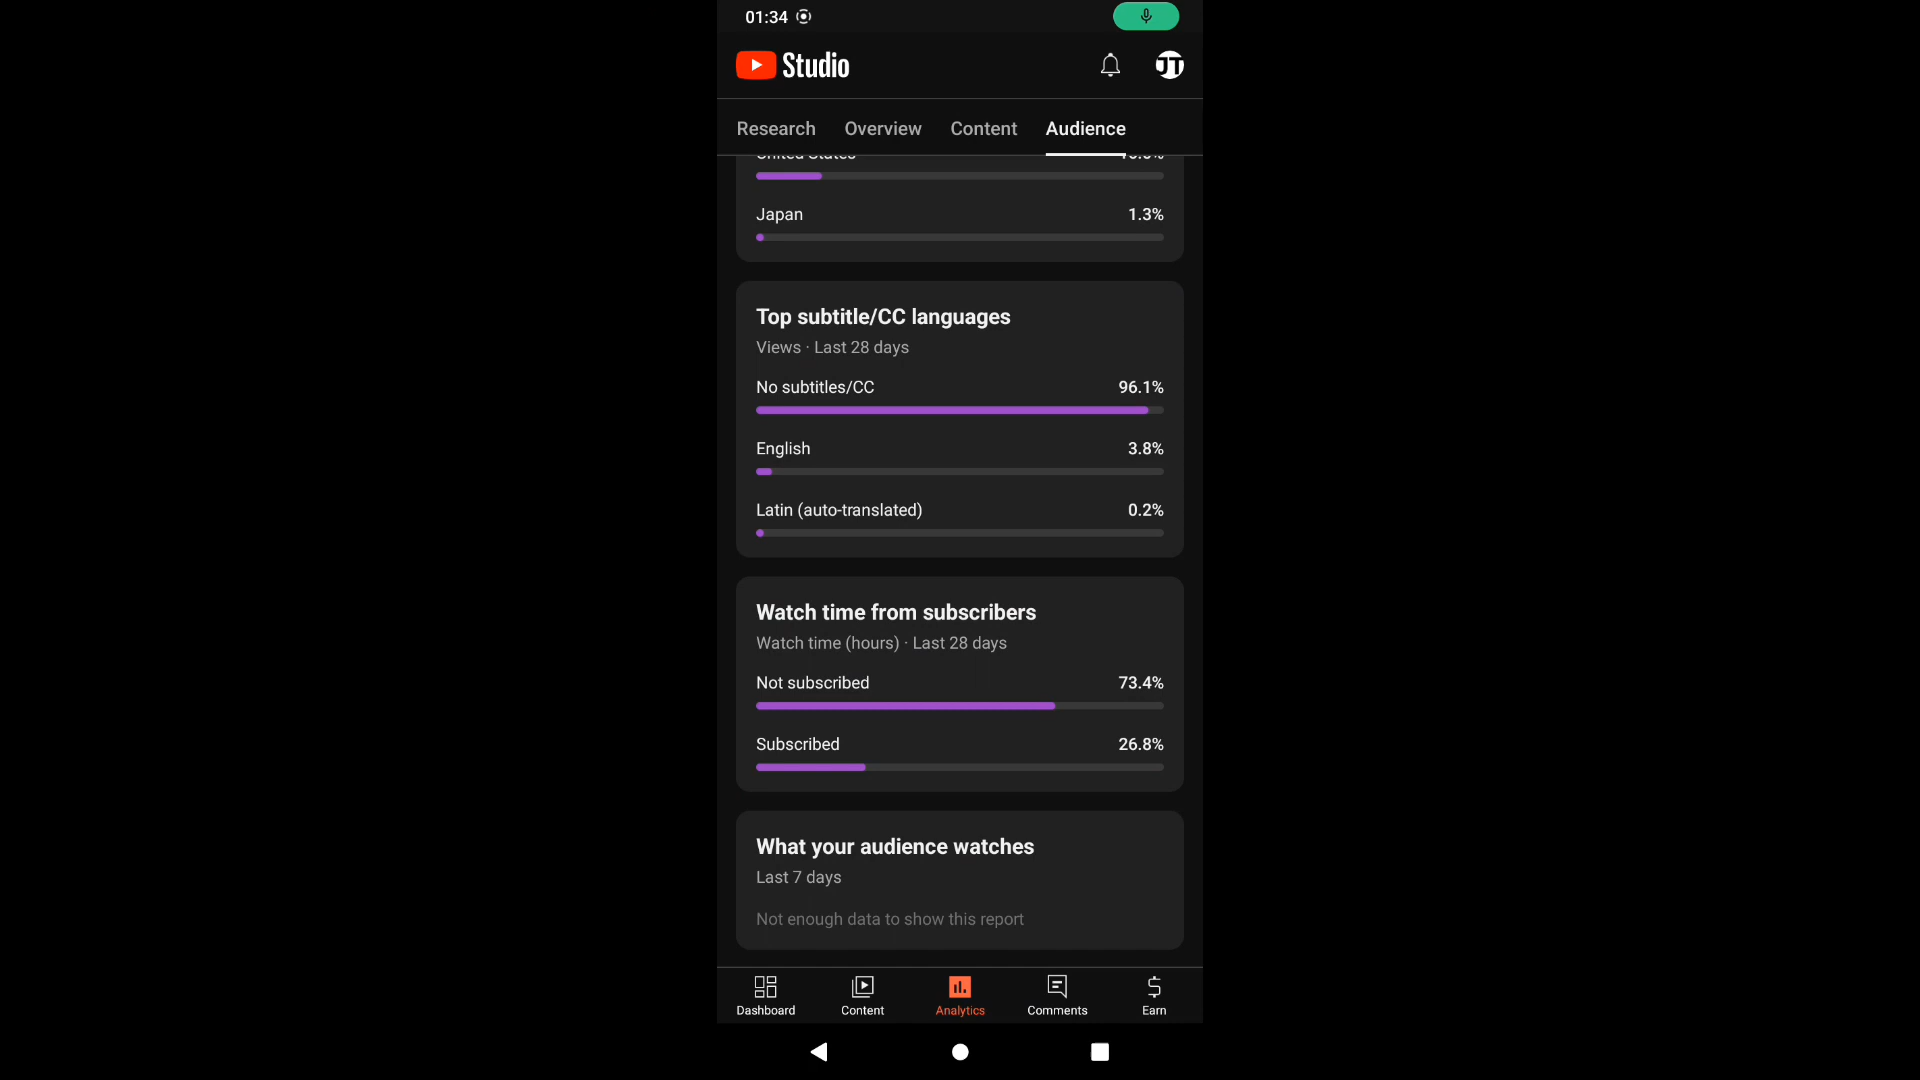 01:34
Studio
JT
Research Overview Content Audience
United States
Japan 1.3%
Top subtitle/CC languages
Views · Last 28 days
No subtitles/CC 96.1%
English 3.8%
Latin (auto-translated) 0.2%
Watch time from subscribers
Watch time (hours) · Last 28 days
Not subscribed 73.4%
Subscribed 26.8%
What your audience watches
Last 7 days
Not enough data to show this report
Dashboard Content Analytics Comments Earn